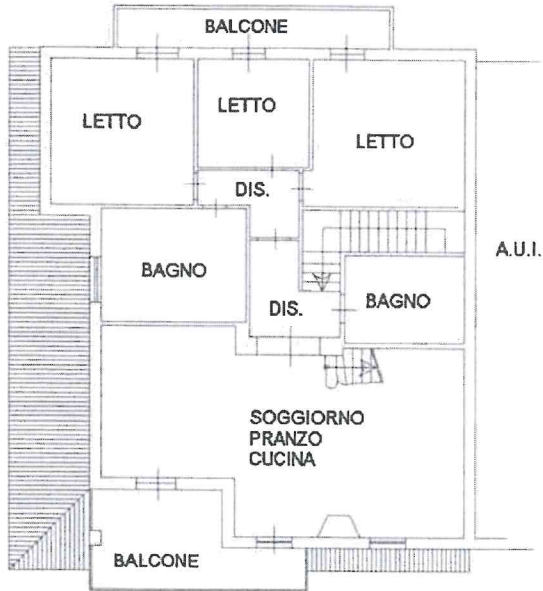 BALCONE
LETTO
LETTO
LETTO
DIS.
A.U.I.
BAGNO
DIS.
BAGNO
SOGGIORNO
PRANZO
CUCINA
BALCONE